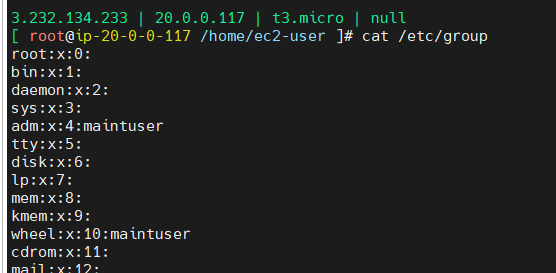 3.232.134.233 | 20.0.0.117 | t3.micro | null
[ root@ip-20-0-0-117 /home/ec2-user ]# cat /etc/group
root:x:0:
bin:x:1:
daemon:x:2:
sys:x:3:
adm:x:4:maintuser
tty:x:5:
disk:x:6:
lp:x:7:
mem:x:8:
kmem:x:9:
wheel:x:10:maintuser
cdrom:x:11:
mail:x:12: